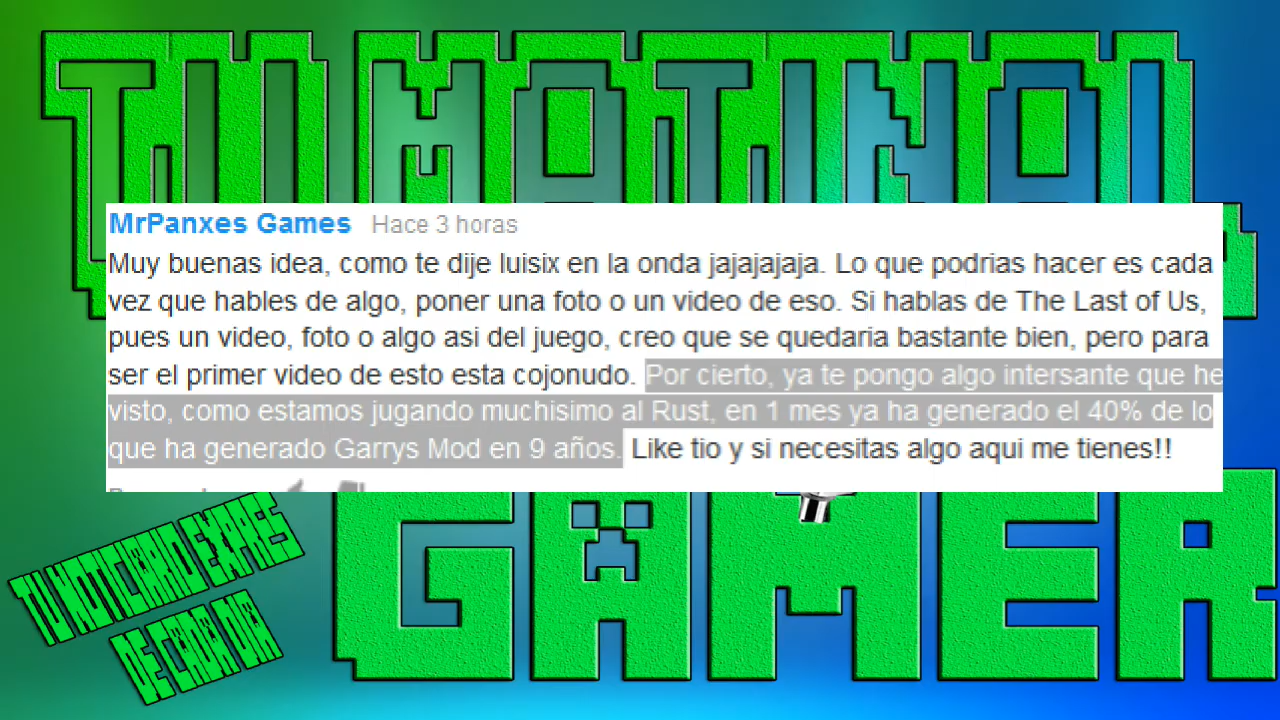 TU MATINAL
MrPanxes Games Hace 3 horas
Muy buenas idea, como te dije luisix en la onda jajajajaja. Lo que podrias hacer es cada
vez que hables de algo, poner una foto o un video de eso. Si hablas de The Last of Us,
pues un video, foto o algo asi del juego, creo que se quedaria bastante bien, pero para
ser el primer video de esto esta cojonudo. Por cierto, ya te pongo algo intersante que he
visto, como estamos jugando muchisimo al Rust, en 1 mes ya ha generado el 40% de lo
que ha generado Garrys Mod en 9 años. Like tio y si necesitas algo aqui me tienes!!
TU NOTICIARIO EXPRES
DE CADA DIA
GAMER